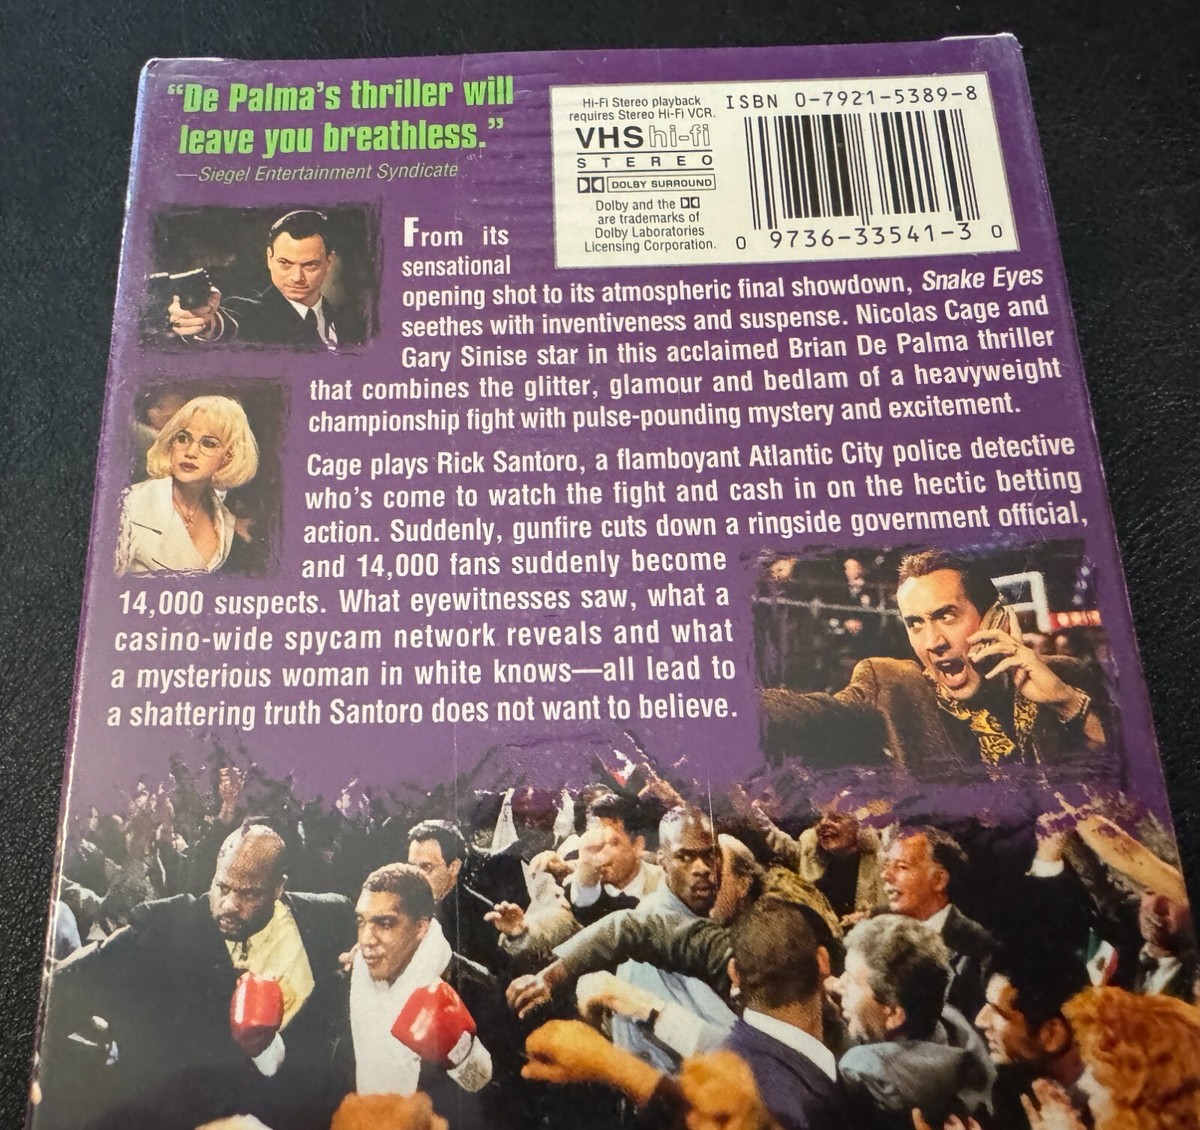 “De Palma’s thriller will
leave you breathless.”
—Siegel Entertainment Syndicate
Hi-Fi Stereo playback
requires Stereo Hi-Fi VCR.
VHS hi-fi
STEREO
DOLBY SURROUND
Dolby and the
are trademarks of
Dolby Laboratories
Licensing Corporation.
ISBN 0-7921-5389-8
0 9736-33541-3 0
From its
sensational
opening shot to its atmospheric final showdown, Snake Eyes
seethes with inventiveness and suspense. Nicolas Cage and
Gary Sinise star in this acclaimed Brian De Palma thriller
that combines the glitter, glamour and bedlam of a heavyweight
championship fight with pulse-pounding mystery and excitement.
Cage plays Rick Santoro, a flamboyant Atlantic City police detective
who’s come to watch the fight and cash in on the hectic betting
action. Suddenly, gunfire cuts down a ringside government official,
and 14,000 fans suddenly become
14,000 suspects. What eyewitnesses saw, what a
casino-wide spycam network reveals and what
a mysterious woman in white knows—all lead to
a shattering truth Santoro does not want to believe.